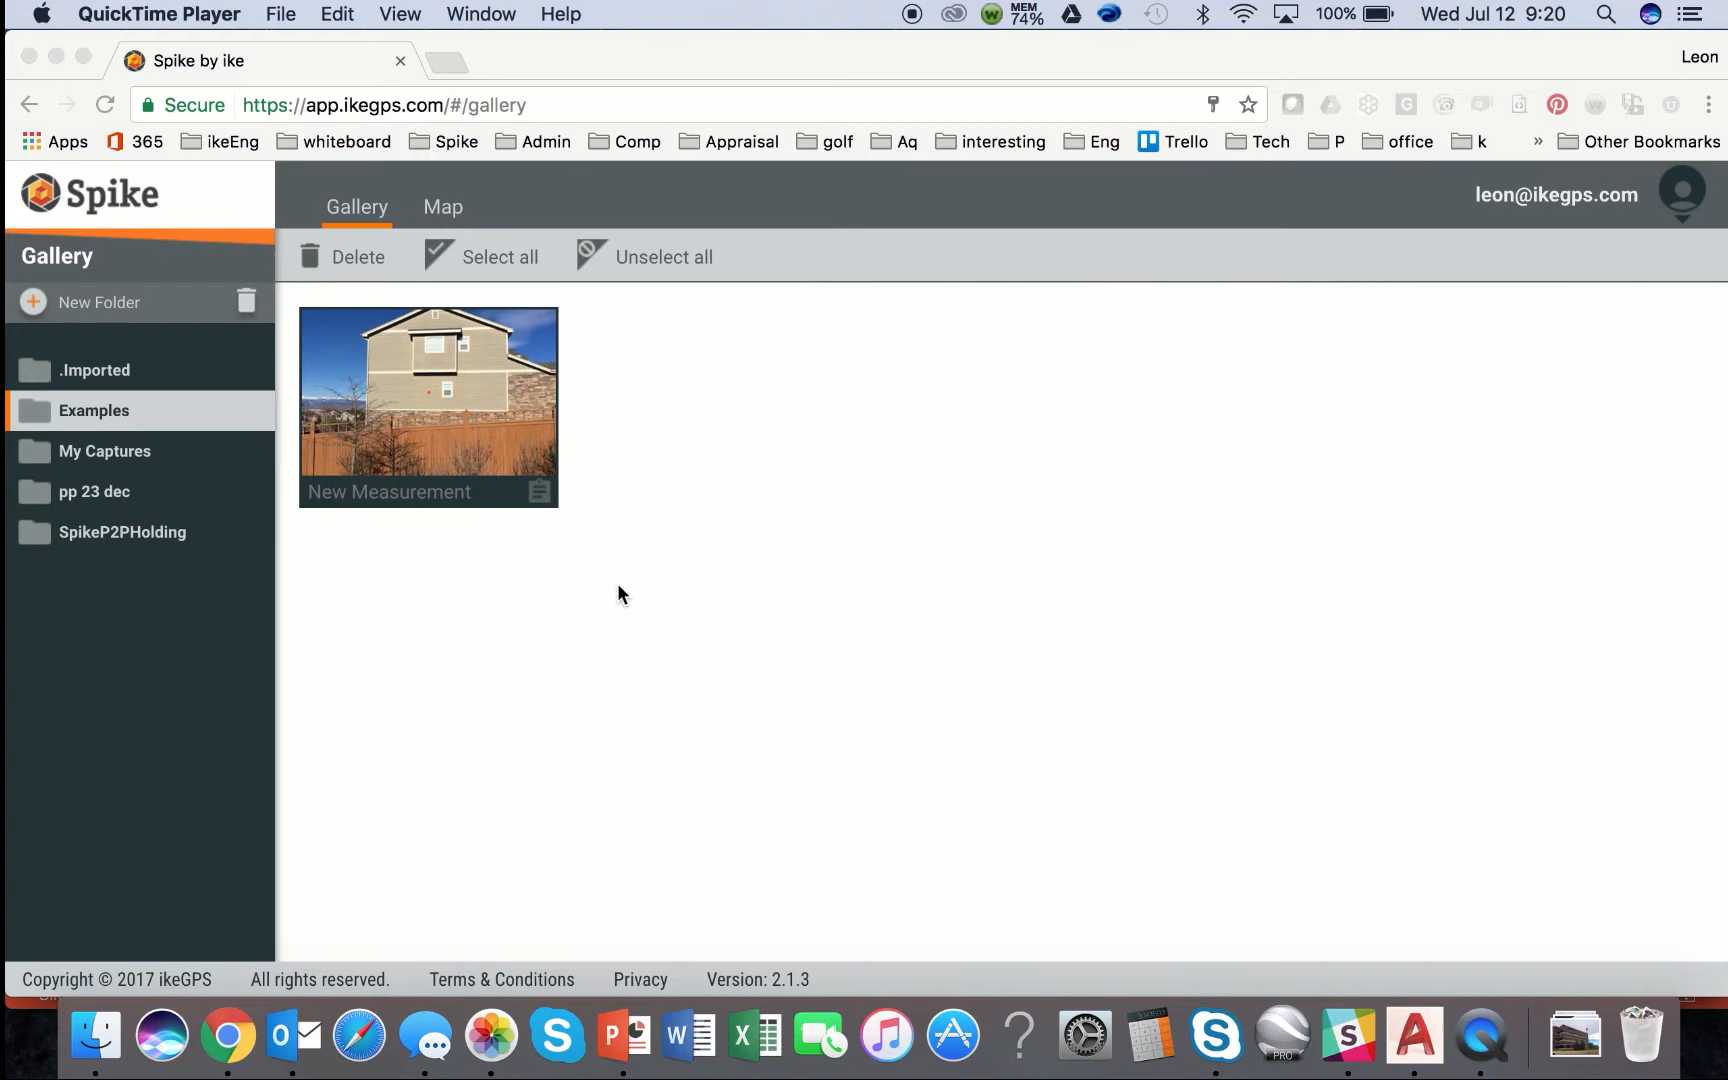 QuickTime Player File Edit View Window Help MEM 74% 100% Wed Jul 12 9:20
Spike by ike Leon
Secure https://app.ikegps.com/#/gallery
Apps 365 ikeEng whiteboard Spike Admin Comp Appraisal golf Aq interesting Eng Trello Tech P office k » Other Bookmarks
Spike Gallery Map leon@ikegps.com
Gallery Delete Select all Unselect all
New Folder
.Imported
Examples
My Captures
pp 23 dec
SpikeP2PHolding
New Measurement
Copyright © 2017 ikeGPS All rights reserved. Terms & Conditions Privacy Version: 2.1.3
PRO